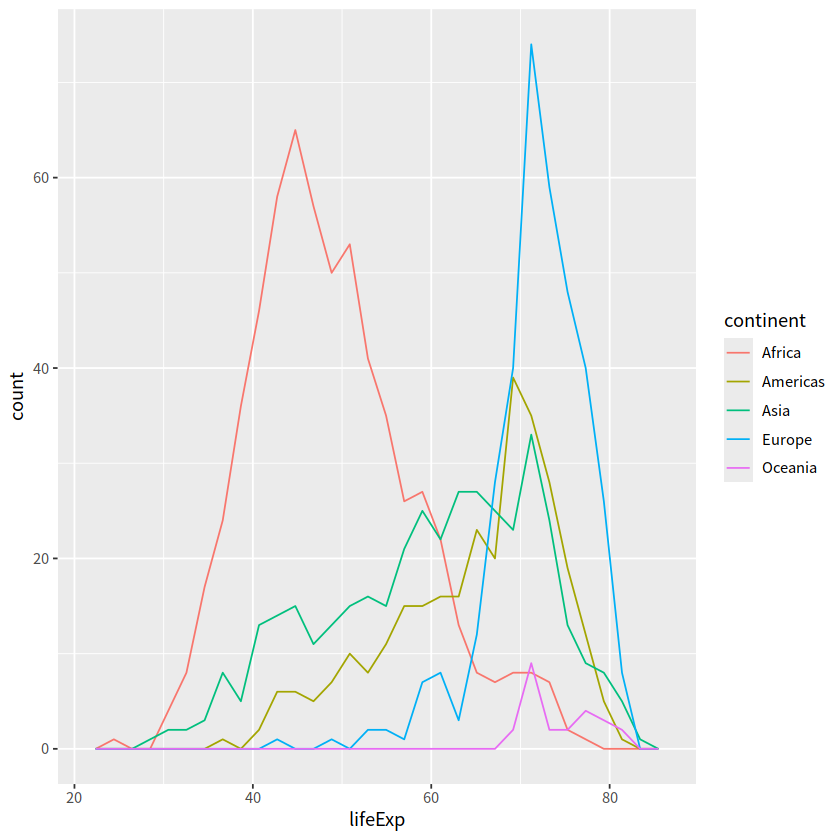 count
60
40
20
0
20 40 60 80
lifeExp
continent
Africa
Americas
Asia
Europe
Oceania